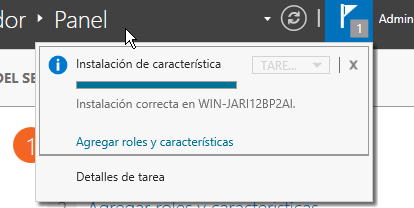 dor ▸ Panel
1
Admin
DEL SE
Instalación de característica
TARE...
X
Instalación correcta en WIN-JARI12BP2AI.
1
Agregar roles y características
Detalles de tarea
2 Agregar roles y características